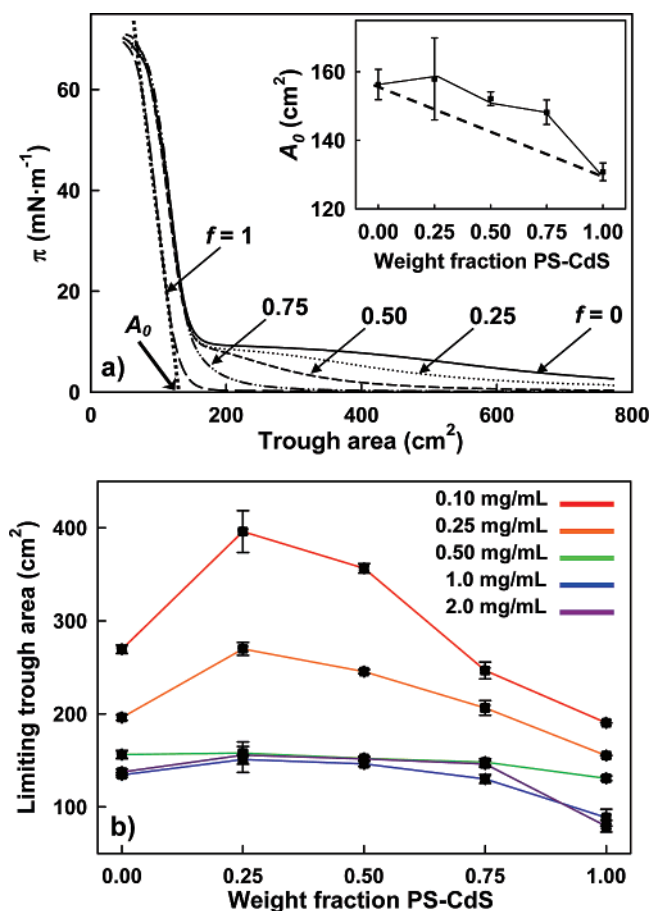 a)
π (mN·m⁻¹)
60
40
20
0
0
200
400
600
800
Trough area (cm²)
f = 1
0.75
0.50
0.25
f = 0
A₀
A₀ (cm²)
160
140
120
0.00 0.25 0.50 0.75 1.00
Weight fraction PS-CdS
b)
Limiting trough area (cm²)
400
300
200
100
0.00 0.25 0.50 0.75 1.00
Weight fraction PS-CdS
0.10 mg/mL
0.25 mg/mL
0.50 mg/mL
1.0 mg/mL
2.0 mg/mL